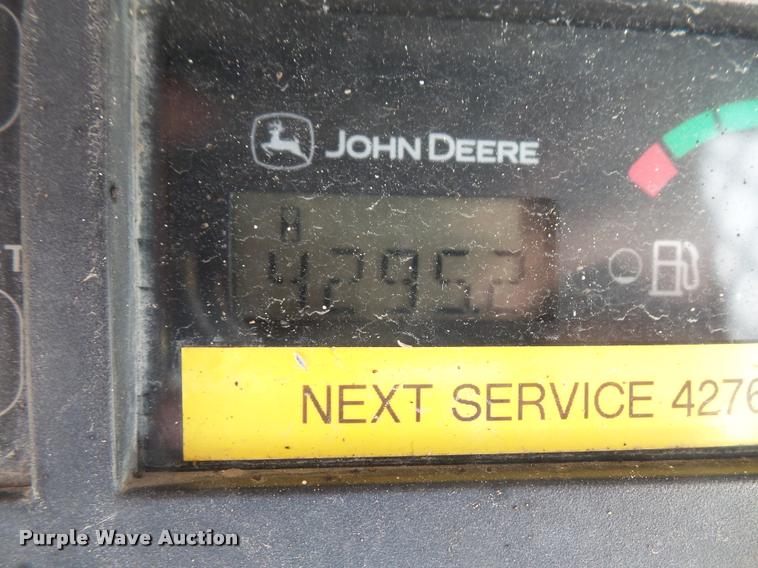 JOHN DEERE
H
4295.2
T
NEXT SERVICE 4276
Purple Wave Auction